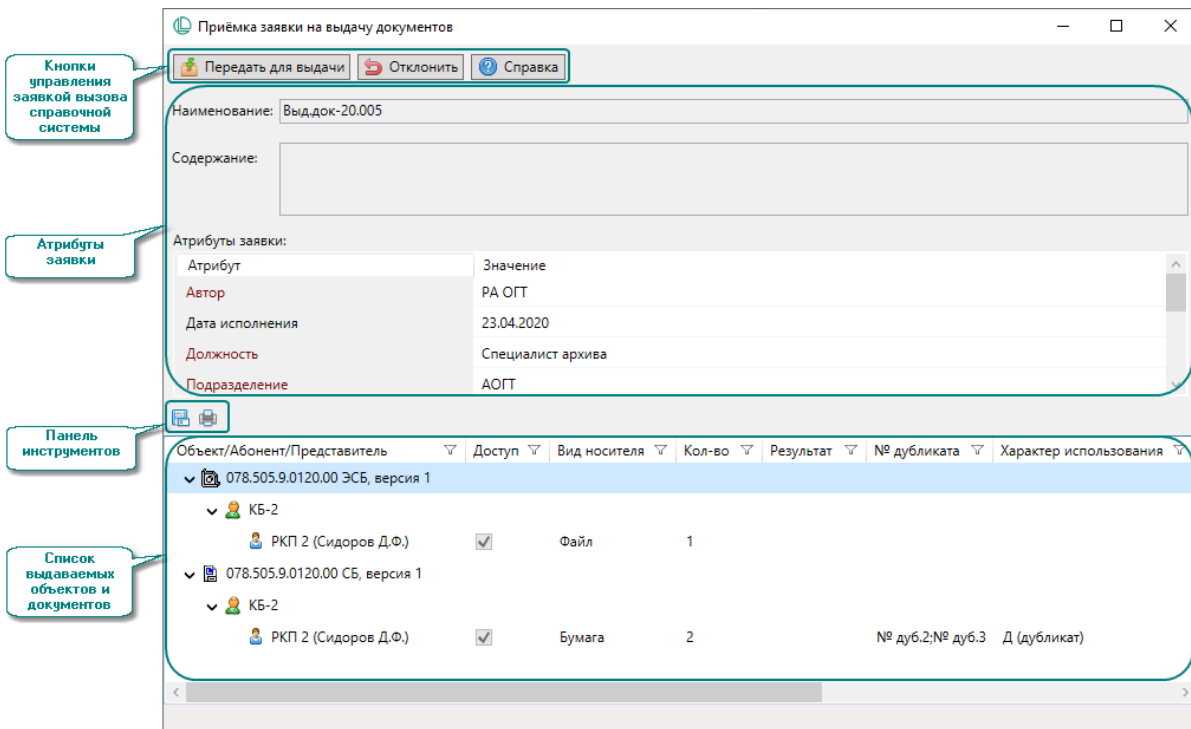 Приёмка заявки на выдачу документов
Кнопки
управления
заявкой вызова
справочной
системы
Передать для выдачи Отклонить Справка
Наименование: Выд.док-20.005
Содержание:
Атрибуты
заявки
Атрибуты заявки:
Атрибут Значение
Автор РА ОГТ
Дата исполнения 23.04.2020
Должность Специалист архива
Подразделение АОГТ
Панель
инструментов
Объект/Абонент/Представитель Доступ Вид носителя Кол-во Результат № дубликата Характер использования
078.505.9.0120.00 ЭСБ, версия 1
КБ-2
РКП 2 (Сидоров Д.Ф.) Файл 1
Список
выдаваемых
объектов и
документов
078.505.9.0120.00 СБ, версия 1
КБ-2
РКП 2 (Сидоров Д.Ф.) Бумага 2 № дуб.2;№ дуб.3 Д (дубликат)